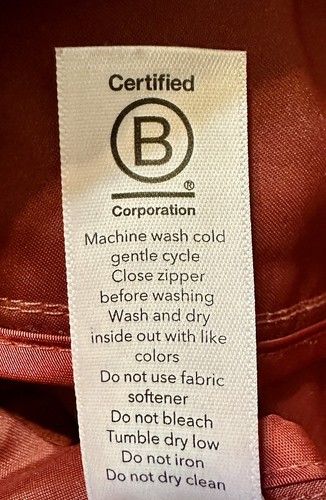 Certified
B
®
Corporation
Machine wash cold
gentle cycle
Close zipper
before washing
Wash and dry
inside out with like
colors
Do not use fabric
softener
Do not bleach
Tumble dry low
Do not iron
Do not dry clean